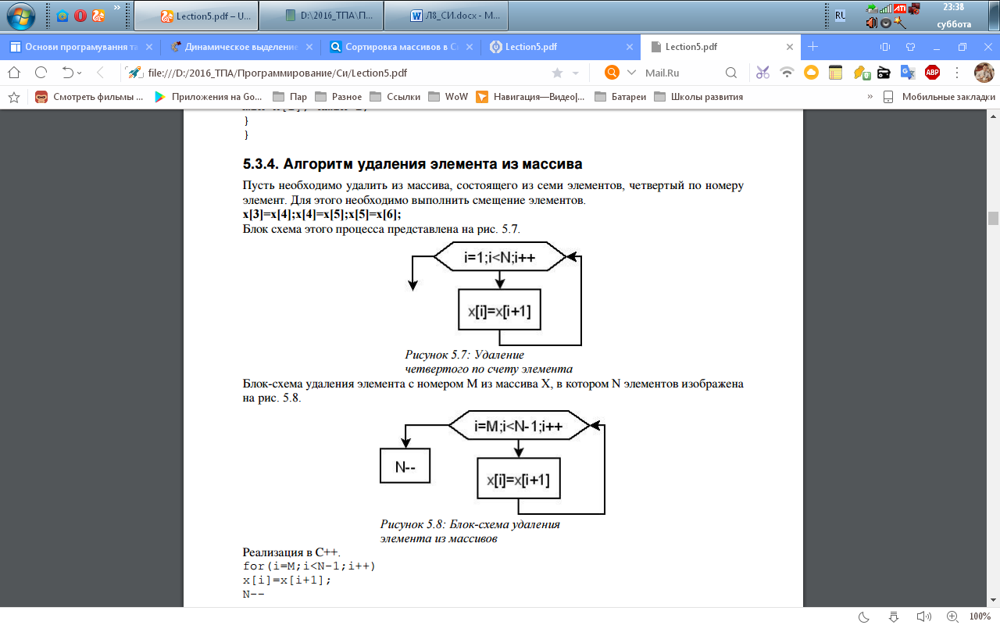 Lection5.pdf – U...
D:\2016_ТПА\П...
Л8_СИ.docx - M...
RU
23:38
суббота
Основи програмування та
Динамическое выделение
Сортировка массивов в С
Lection5.pdf
Lection5.pdf
file:///D:/2016_ТПА/Программирование/Си/Lection5.pdf
Mail.Ru
ABP
Смотреть фильмы ...
Приложения на Go...
Пар
Разное
Ссылки
WoW
Навигация—Видео|...
Батареи
Школы развития
»
Мобильные закладки
}
}
5.3.4. Алгоритм удаления элемента из массива
Пусть необходимо удалить из массива, состоящего из семи элементов, четвертый по номеру
элемент. Для этого необходимо выполнить смещение элементов.
x[3]=x[4];x[4]=x[5];x[5]=x[6];
Блок схема этого процесса представлена на рис. 5.7.
i=1;i<N;i++
x[i]=x[i+1]
Рисунок 5.7: Удаление
четвертого по счету элемента
Блок-схема удаления элемента с номером M из массива X, в котором N элементов изображена
на рис. 5.8.
i=M;i<N-1;i++
N--
x[i]=x[i+1]
Рисунок 5.8: Блок-схема удаления
элемента из массивов
Реализация в C++.
for(i=M;i<N-1;i++)
x[i]=x[i+1];
N--
100%